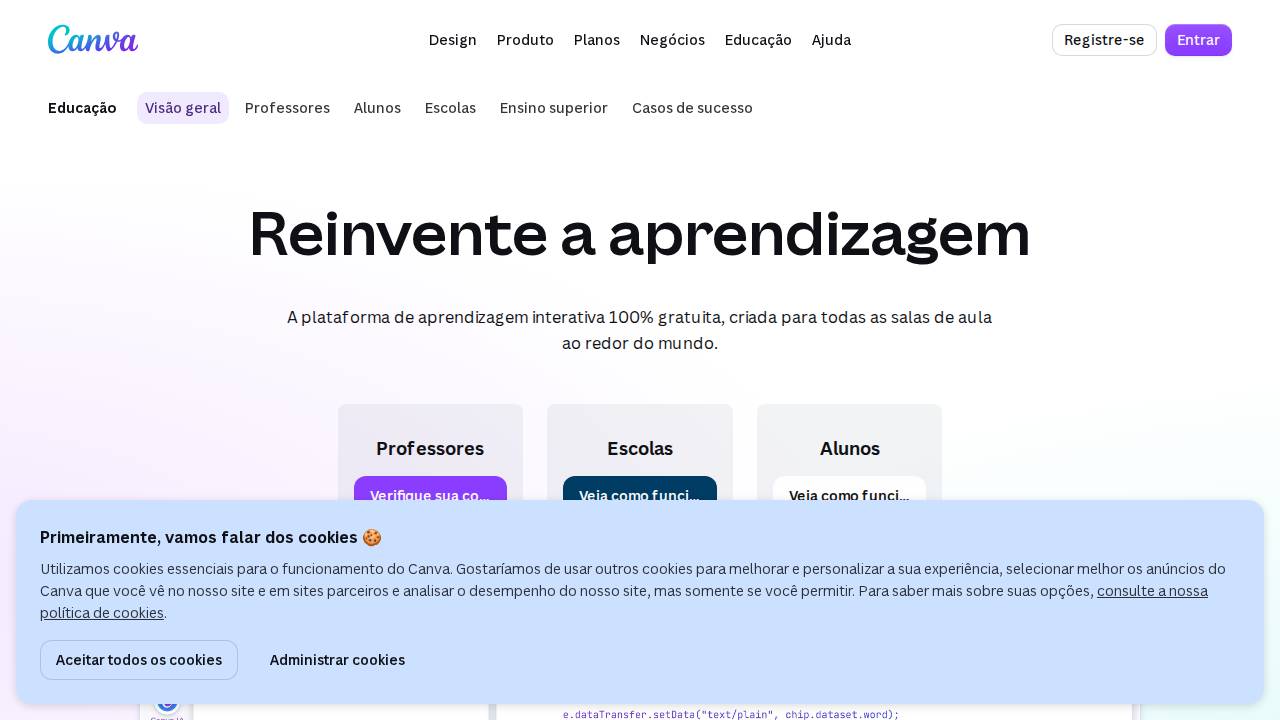 Canva
Design Produto Planos Negócios Educação Ajuda
Registre-se Entrar
Educação Visão geral Professores Alunos Escolas Ensino superior Casos de sucesso
Reinvente a aprendizagem
A plataforma de aprendizagem interativa 100% gratuita, criada para todas as salas de aula
ao redor do mundo.
Professores Escolas Alunos
Verifique sua co... Veja como funci... Veja como funci...
Primeiramente, vamos falar dos cookies 🍪
Utilizamos cookies essenciais para o funcionamento do Canva. Gostaríamos de usar outros cookies para melhorar e personalizar a sua experiência, selecionar melhor os anúncios do
Canva que você vê no nosso site e em sites parceiros e analisar o desempenho do nosso site, mas somente se você permitir. Para saber mais sobre suas opções, consulte a nossa
política de cookies.
Aceitar todos os cookies Administrar cookies
e.dataTransfer.setData("text/plain", chip.dataset.word);